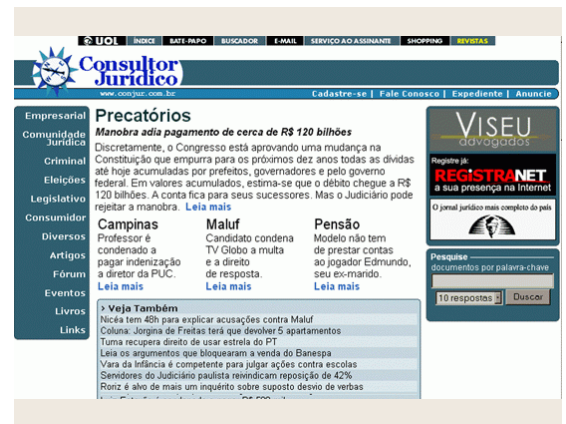 UOL ÍNDICE BATE-PAPO BUSCADOR E-MAIL SERVIÇO AO ASSINANTE SHOPPING REVISTAS
Consultor
Jurídico
www.conjur.com.br
Cadastre-se | Fale Conosco | Expediente | Anuncie
Empresarial
Comunidade
Jurídica
Criminal
Eleições
Legislativo
Consumidor
Diversos
Artigos
Fórum
Eventos
Livros
Links
Precatórios
Manobra adia pagamento de cerca de R$ 120 bilhões
Discretamente, o Congresso está aprovando uma mudança na
Constituição que empurra para os próximos dez anos todas as dívidas
até hoje acumuladas por prefeitos, governadores e pelo governo
federal. Em valores acumulados, estima-se que o débito chegue a R$
120 bilhões. A conta fica para seus sucessores. Mas o Judiciário pode
rejeitar a manobra. Leia mais
Campinas
Professor é
condenado a
pagar indenização
a diretor da PUC.
Leia mais
Maluf
Candidato condena
TV Globo a multa
e a direito
de resposta.
Leia mais
Pensão
Modelo não tem
de prestar contas
ao jogador Edmundo,
seu ex-marido.
Leia mais
› Veja Também
Nicéa tem 48h para explicar acusações contra Maluf
Coluna: Jorgina de Freitas terá que devolver 5 apartamentos
Tuma recupera direito de usar estrela do PT
Leia os argumentos que bloquearam a venda do Banespa
Vara da Infância é competente para julgar ações contra escolas
Servidores do Judiciário paulista reivindicam reposição de 42%
Roriz é alvo de mais um inquérito sobre suposto desvio de verbas
VISEU
advogados
Registre já:
REGISTRANET
a sua presença na Internet
O jornal jurídico mais completo do país
Pesquise
documentos por palavra-chave
10 respostas
Buscar